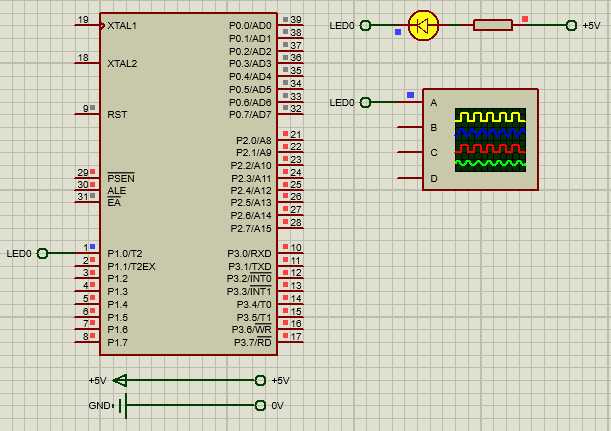 19 XTAL1 P0.0/AD0 39
P0.1/AD1 38
P0.2/AD2 37
18 XTAL2 P0.3/AD3 36
P0.4/AD4 35
P0.5/AD5 34
P0.6/AD6 33
9 RST P0.7/AD7 32
P2.0/A8 21
P2.1/A9 22
P2.2/A10 23
29 PSEN P2.3/A11 24
30 ALE P2.4/A12 25
31 EA P2.5/A13 26
P2.6/A14 27
P2.7/A15 28
LED0 1 P1.0/T2 P3.0/RXD 10
2 P1.1/T2EX P3.1/TXD 11
3 P1.2 P3.2/INT0 12
4 P1.3 P3.3/INT1 13
5 P1.4 P3.4/T0 14
6 P1.5 P3.5/T1 15
7 P1.6 P3.6/WR 16
8 P1.7 P3.7/RD 17
+5V +5V
GND 0V
LED0 +5V
LED0 A
B
C
D